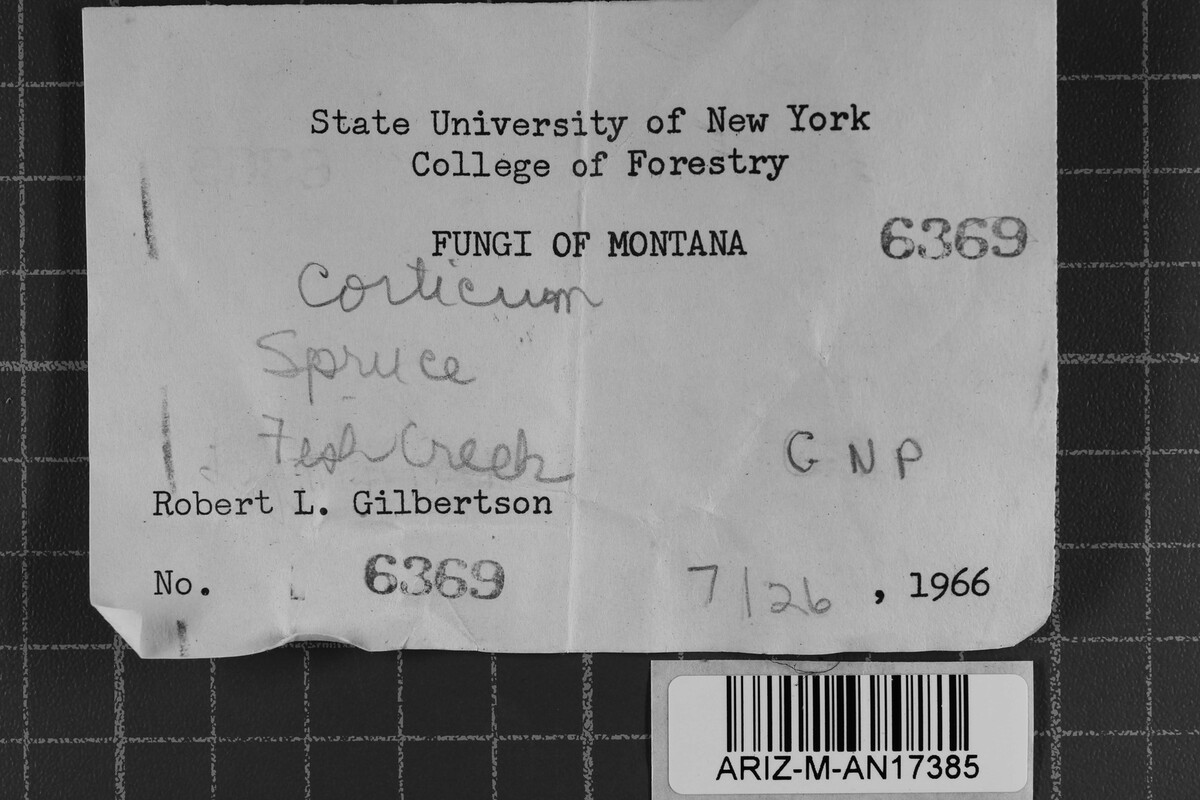 State University of New York
College of Forestry
FUNGI OF MONTANA 6369
Corticium
Spruce
Fish Creek G N P
Robert L. Gilbertson
No. 6369 7/26, 1966
ARIZ-M-AN17385